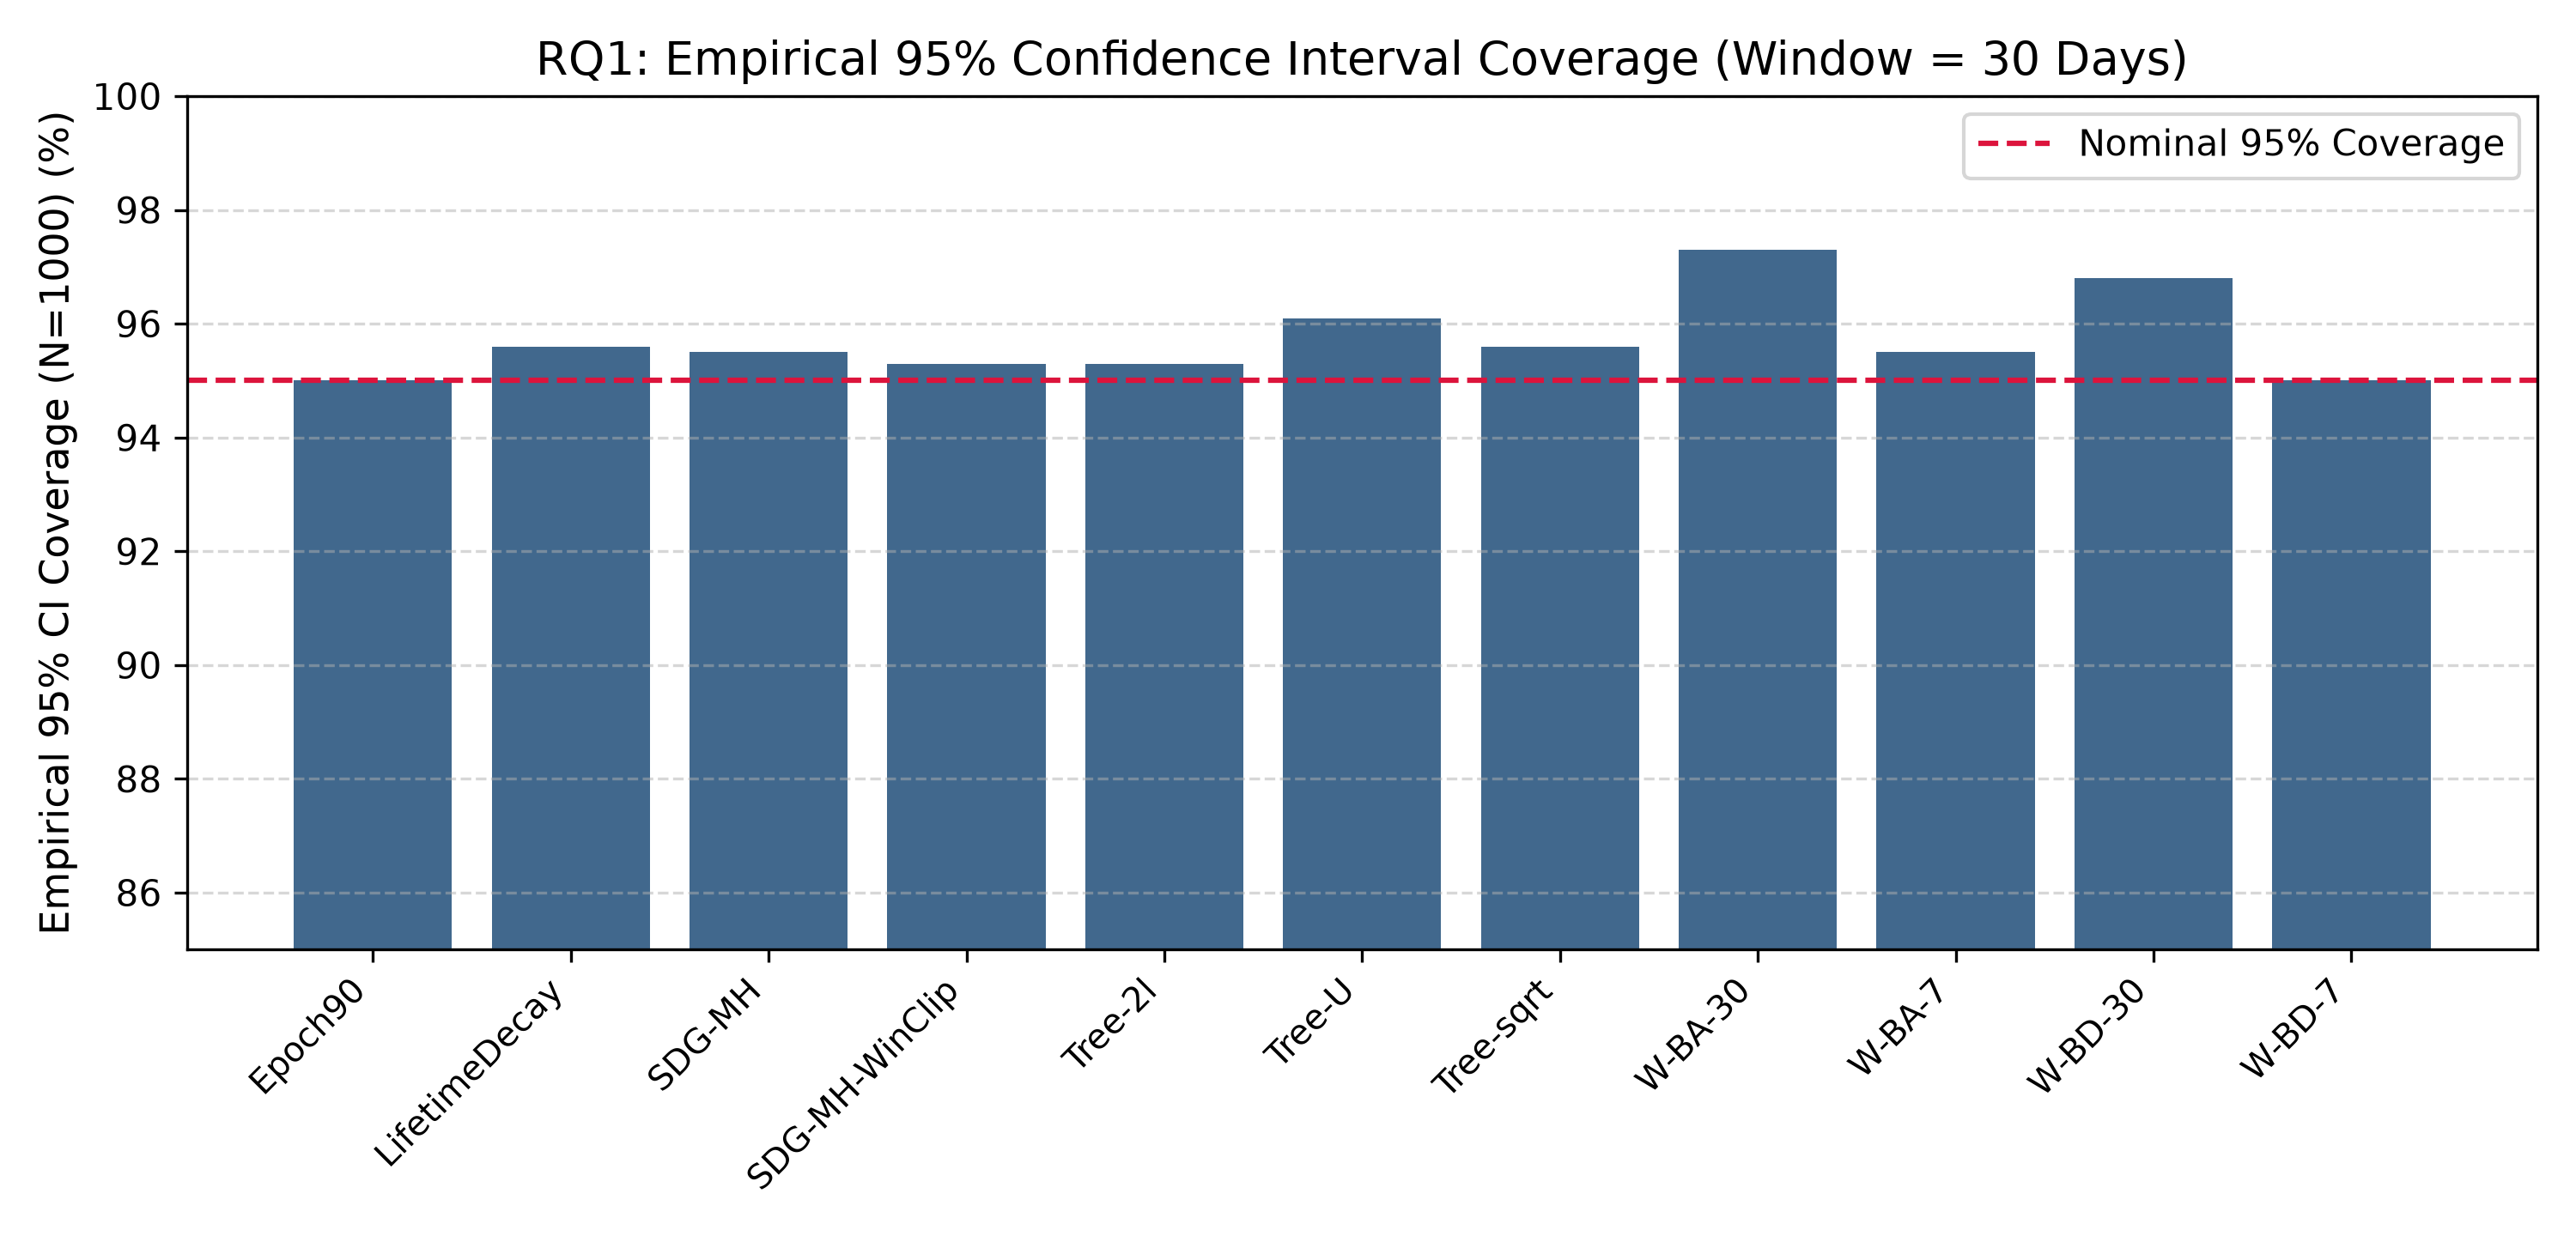 RQ1: Empirical 95% Confidence Interval Coverage (Window = 30 Days)
Empirical 95% CI Coverage (N=1000) (%)
100
98
96
94
92
90
88
86
Nominal 95% Coverage
Epoch90
LifetimeDecay
SDG-MH
SDG-MH-WinClip
Tree-2l
Tree-U
Tree-sqrt
W-BA-30
W-BA-7
W-BD-30
W-BD-7